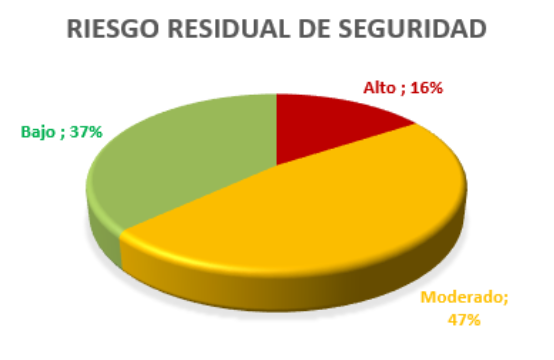 RIESGO RESIDUAL DE SEGURIDAD
Alto ; 16%
Bajo ; 37%
Moderado;
47%